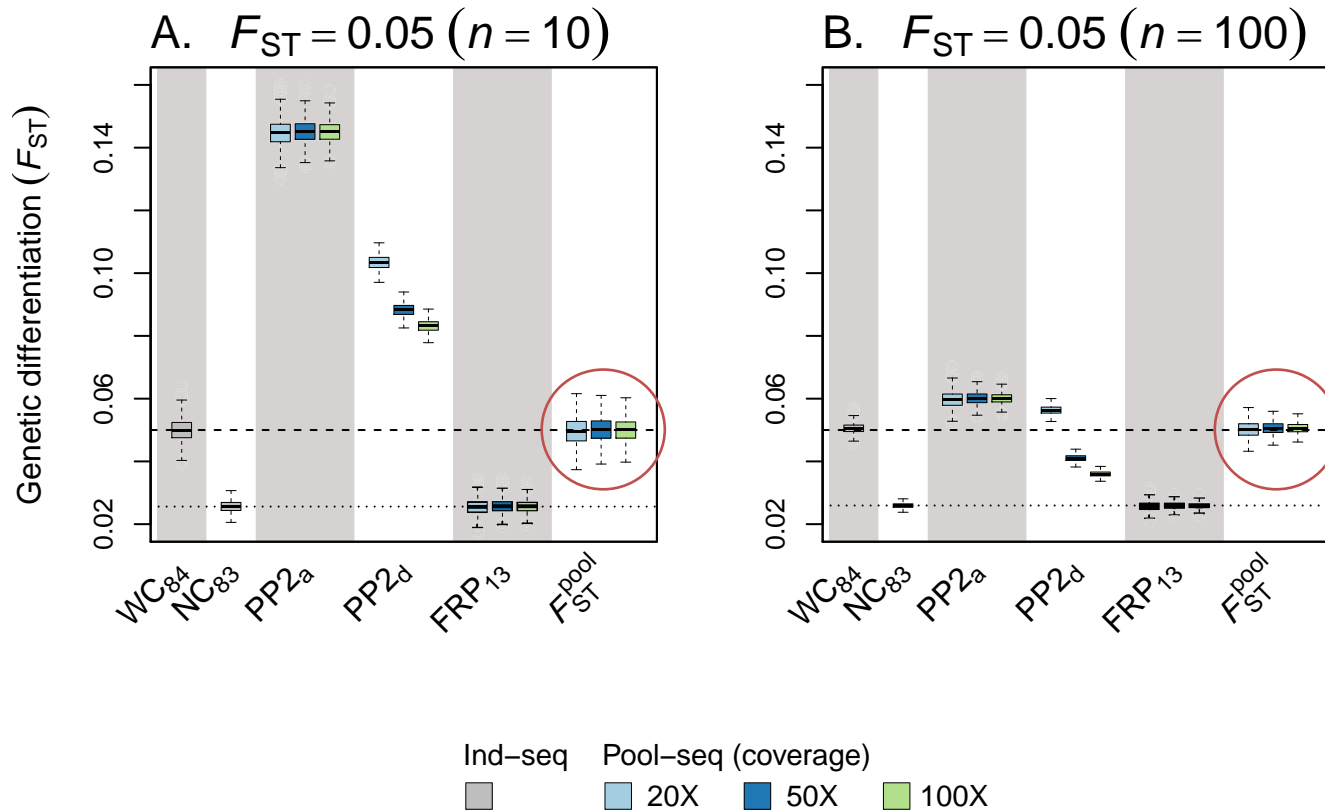 A. F_ST = 0.05 (n = 10)
B. F_ST = 0.05 (n = 100)
Genetic differentiation (F_ST)
0.14
0.10
0.06
0.02
WC84
NC83
PP2a
PP2d
FRP13
F_ST^pool
0.14
0.10
0.06
0.02
WC84
NC83
PP2a
PP2d
FRP13
F_ST^pool
Ind−seq Pool−seq (coverage)
20X 50X 100X